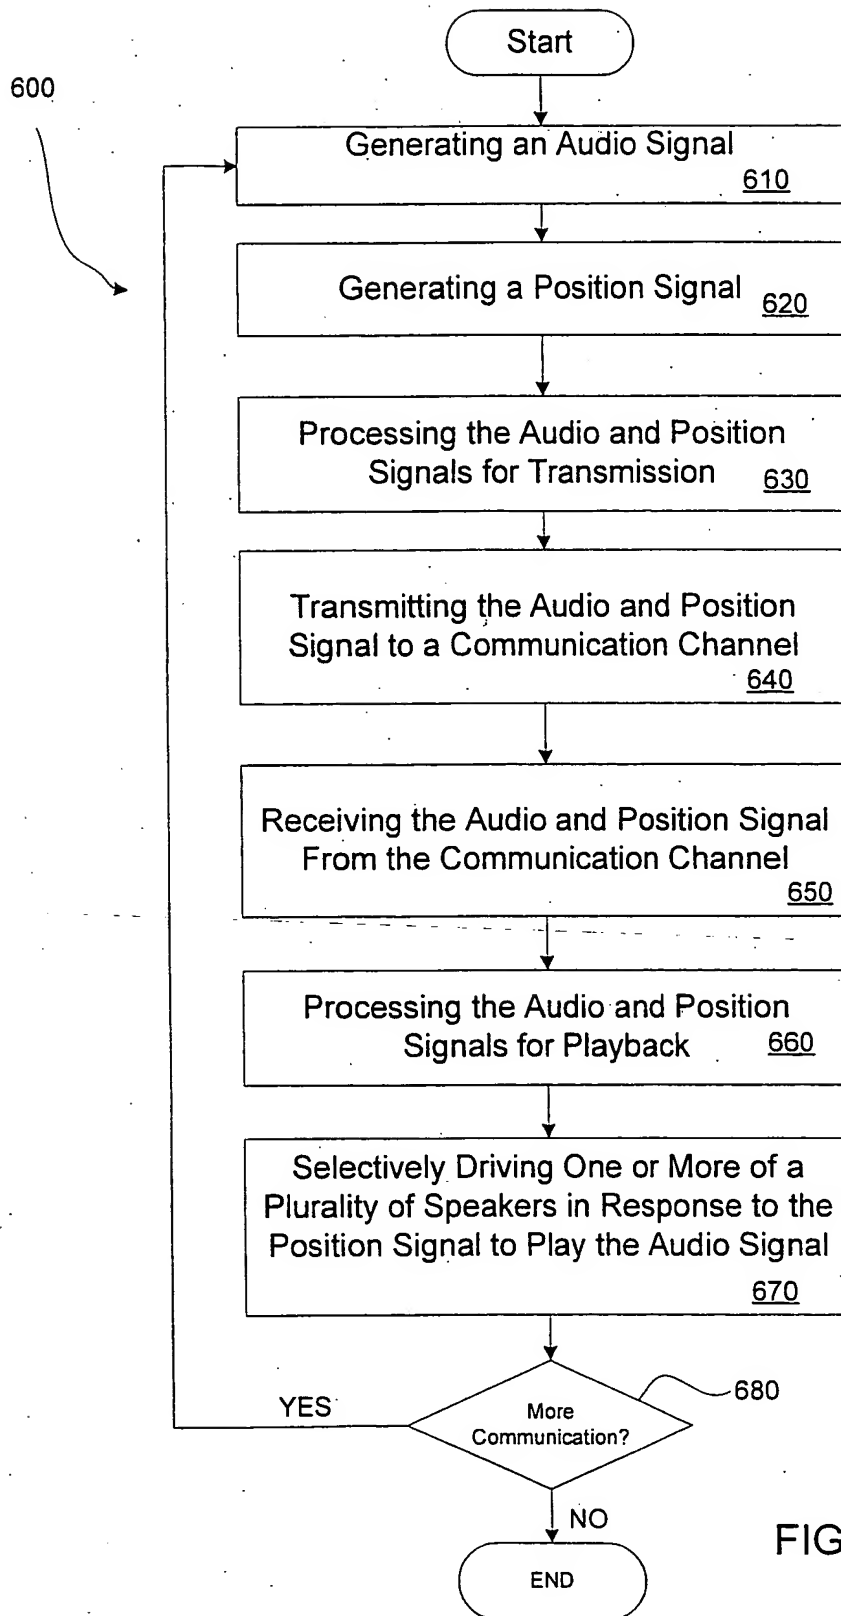 Start
600
Generating an Audio Signal
610
Generating a Position Signal
620
Processing the Audio and Position
Signals for Transmission
630
Transmitting the Audio and Position
Signal to a Communication Channel
640
Receiving the Audio and Position Signal
From the Communication Channel
650
Processing the Audio and Position
Signals for Playback
660
Selectively Driving One or More of a
Plurality of Speakers in Response to the
Position Signal to Play the Audio Signal
670
680
YES
More
Communication?
NO
FIG
END